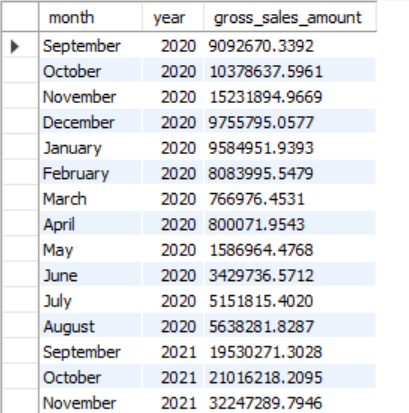 month year gross_sales_amount
September 2020 9092670.3392
October 2020 10378637.5961
November 2020 15231894.9669
December 2020 9755795.0577
January 2020 9584951.9393
February 2020 8083995.5479
March 2020 766976.4531
April 2020 800071.9543
May 2020 1586964.4768
June 2020 3429736.5712
July 2020 5151815.4020
August 2020 5638281.8287
September 2021 19530271.3028
October 2021 21016218.2095
November 2021 32247289.7946